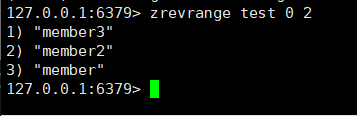 127.0.0.1:6379> zrevrange test 0 2
1) "member3"
2) "member2"
3) "member"
127.0.0.1:6379>